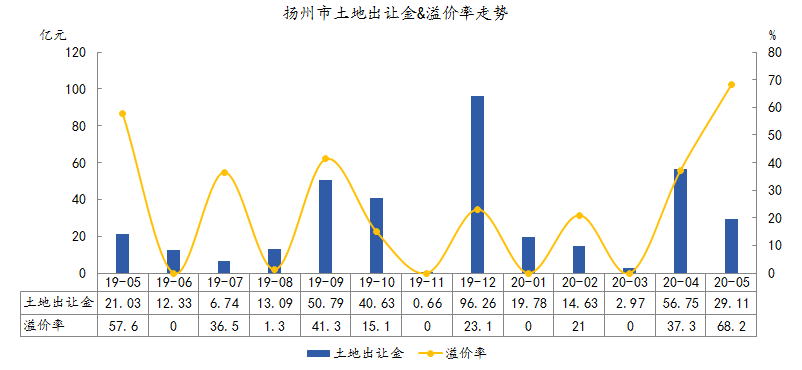 扬州市土地出让金&溢价率走势
亿元 %
120 80
100 70
80 60
60 50
40 40
20 30
0 20
10
0
19-05 19-06 19-07 19-08 19-09 19-10 19-11 19-12 20-01 20-02 20-03 20-04 20-05
土地出让金 21.03 12.33 6.74 13.09 50.79 40.63 0.66 96.26 19.78 14.63 2.97 56.75 29.11
溢价率 57.6 0 36.5 1.3 41.3 15.1 0 23.1 0 21 0 37.3 68.2
土地出让金 溢价率